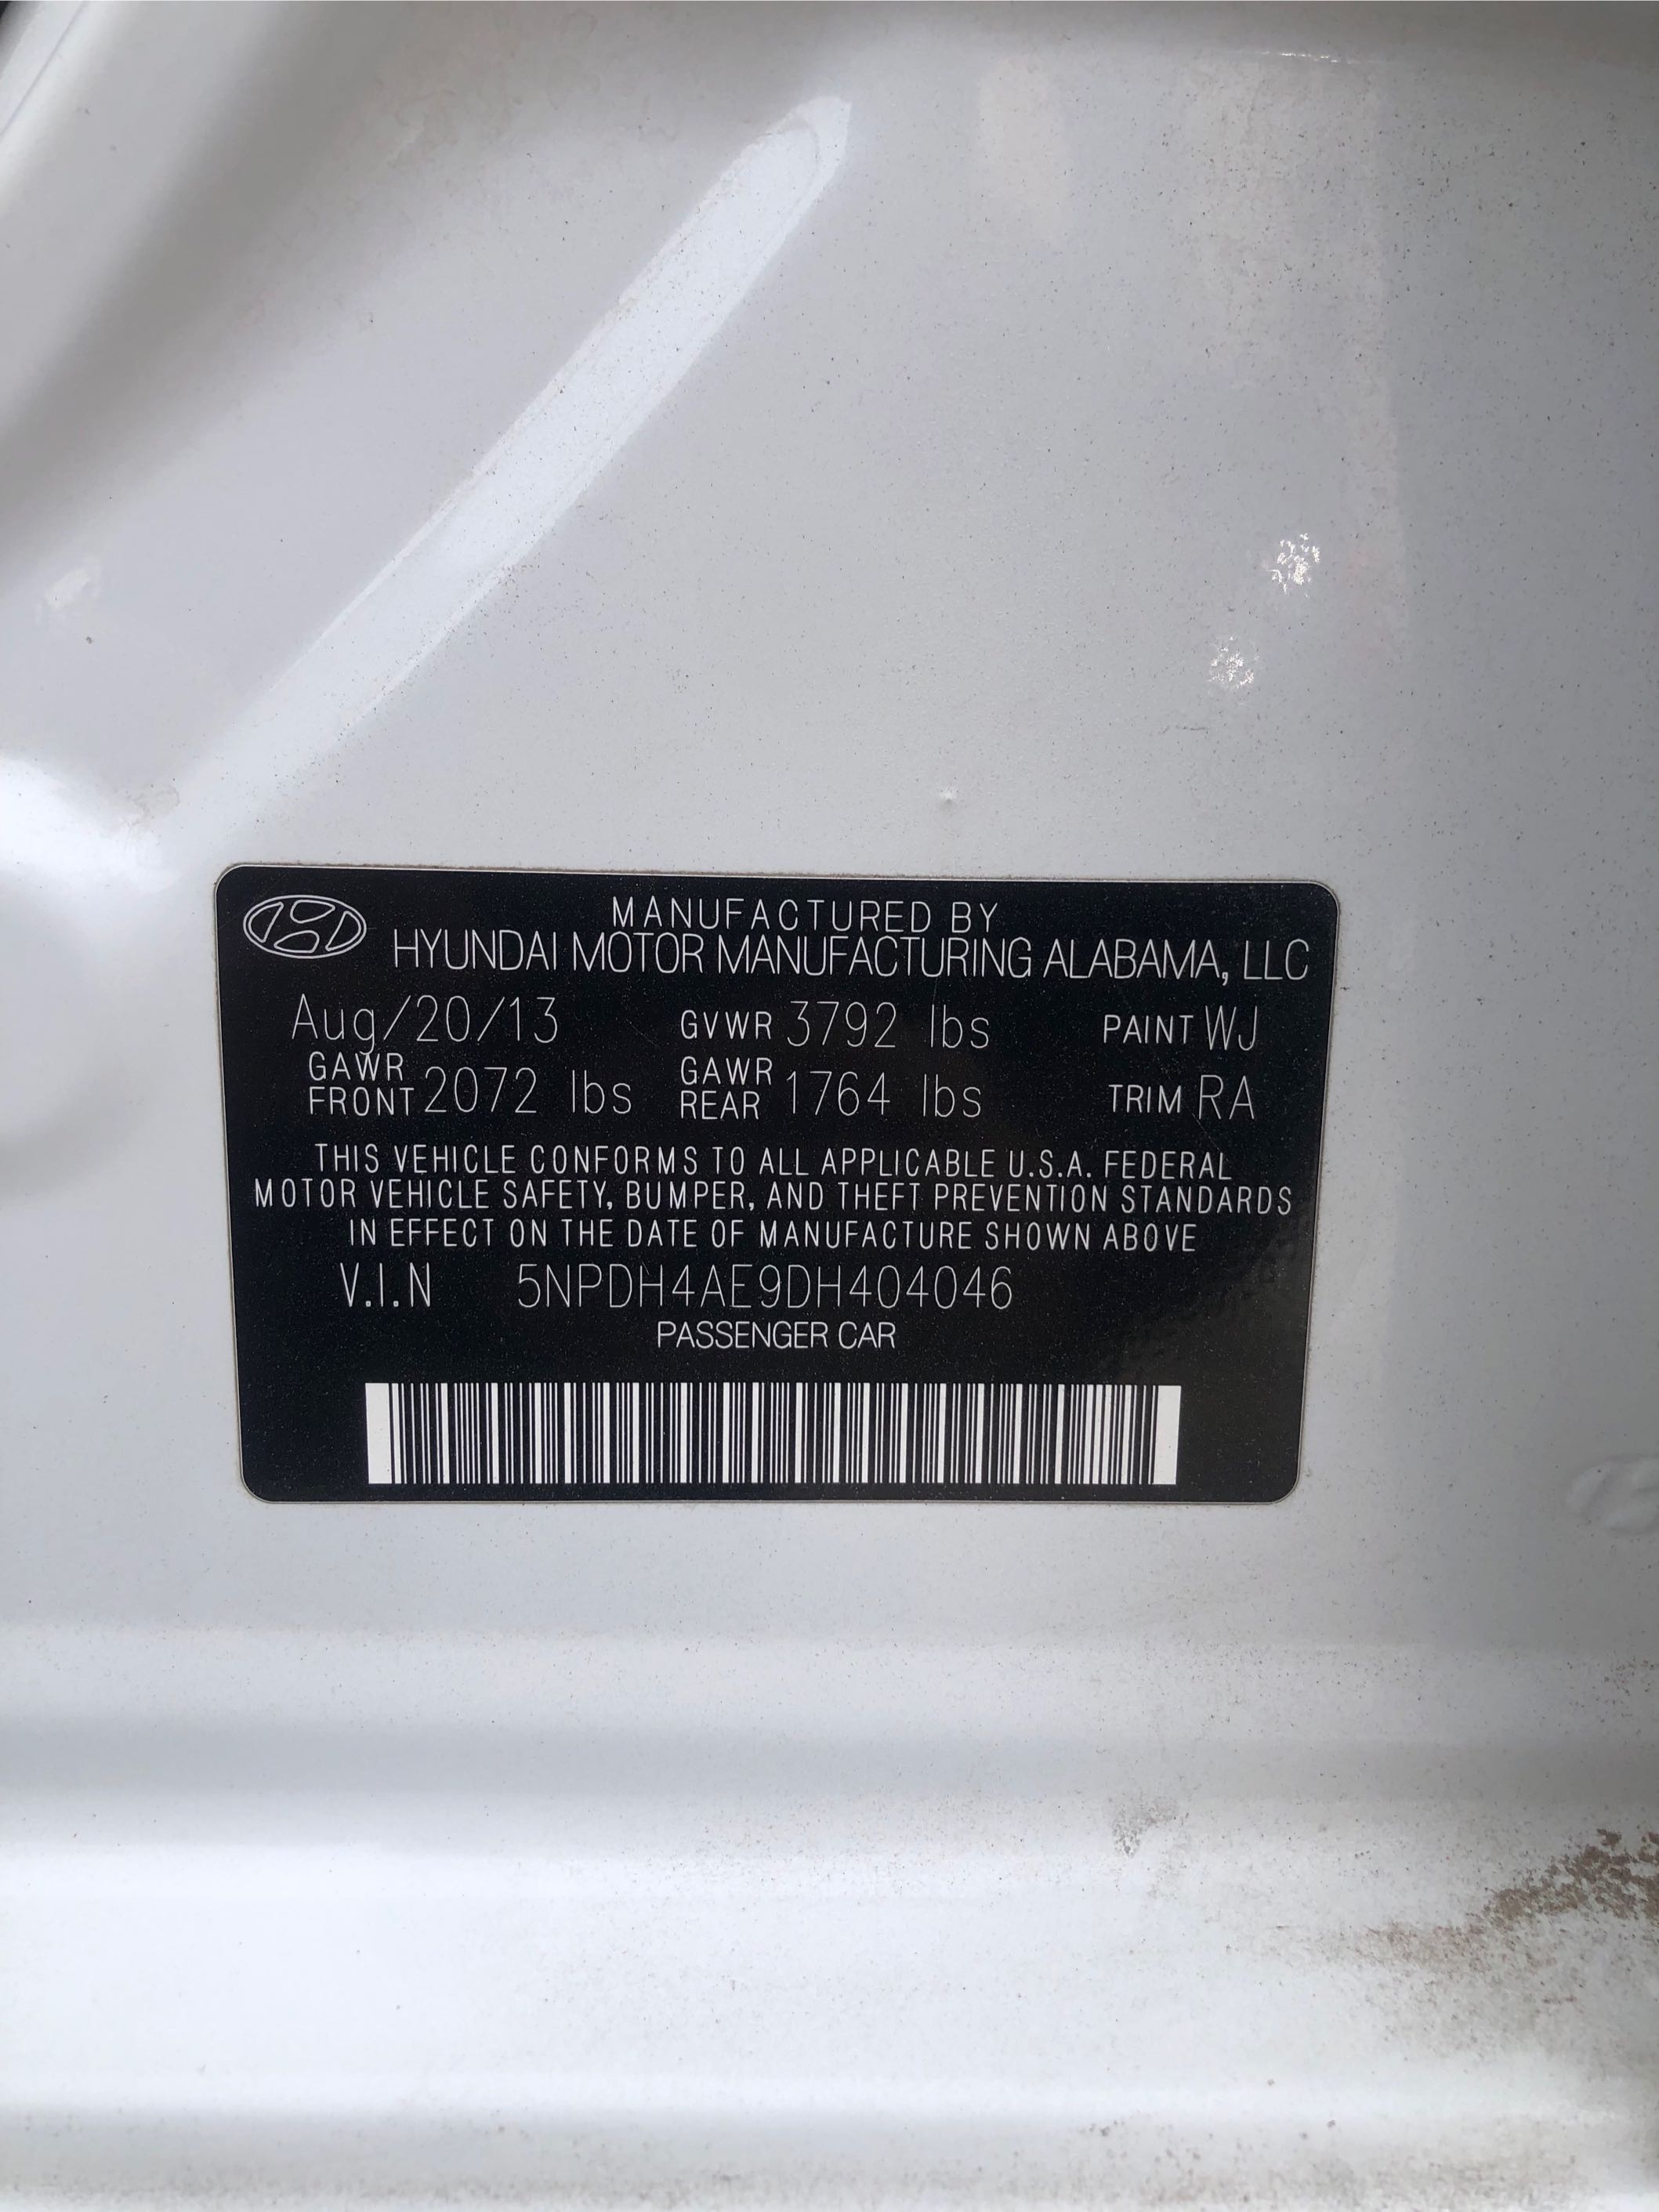 MANUFACTURED BY
HYUNDAI MOTOR MANUFACTURING ALABAMA, LLC
Aug/20/13 GVWR 3792 lbs PAINT WJ
GAWR FRONT 2072 lbs GAWR REAR 1764 lbs TRIM RA
THIS VEHICLE CONFORMS TO ALL APPLICABLE U.S.A. FEDERAL
MOTOR VEHICLE SAFETY, BUMPER, AND THEFT PREVENTION STANDARDS
IN EFFECT ON THE DATE OF MANUFACTURE SHOWN ABOVE
V.I.N 5NPDH4AE9DH404046
PASSENGER CAR